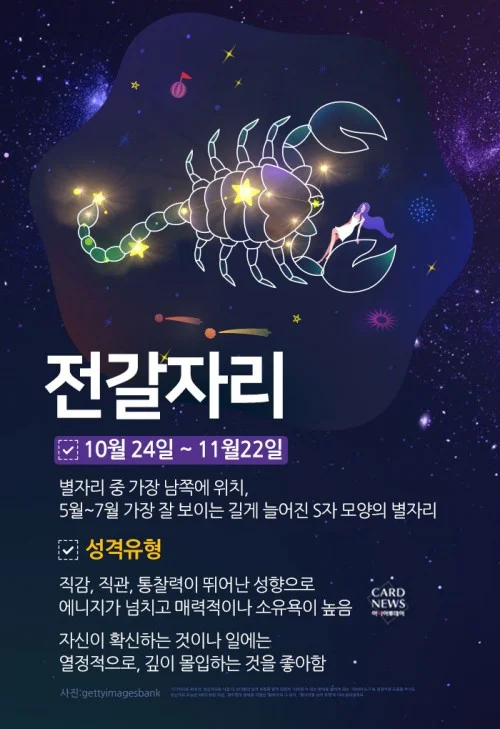 전갈자리
10월 24일 ~ 11월22일
별자리 중 가장 남쪽에 위치,
5월~7월 가장 잘 보이는 길게 늘어진 S자 모양의 별자리
성격유형
직감, 직관, 통찰력이 뛰어난 성향으로
에너지가 넘치고 매력적이나 소유욕이 높음
CARD
NEWS
자신이 확신하는 것이나 일에는
열정적으로, 깊이 몰입하는 것을 좋아함
사진:gettyimagesbank